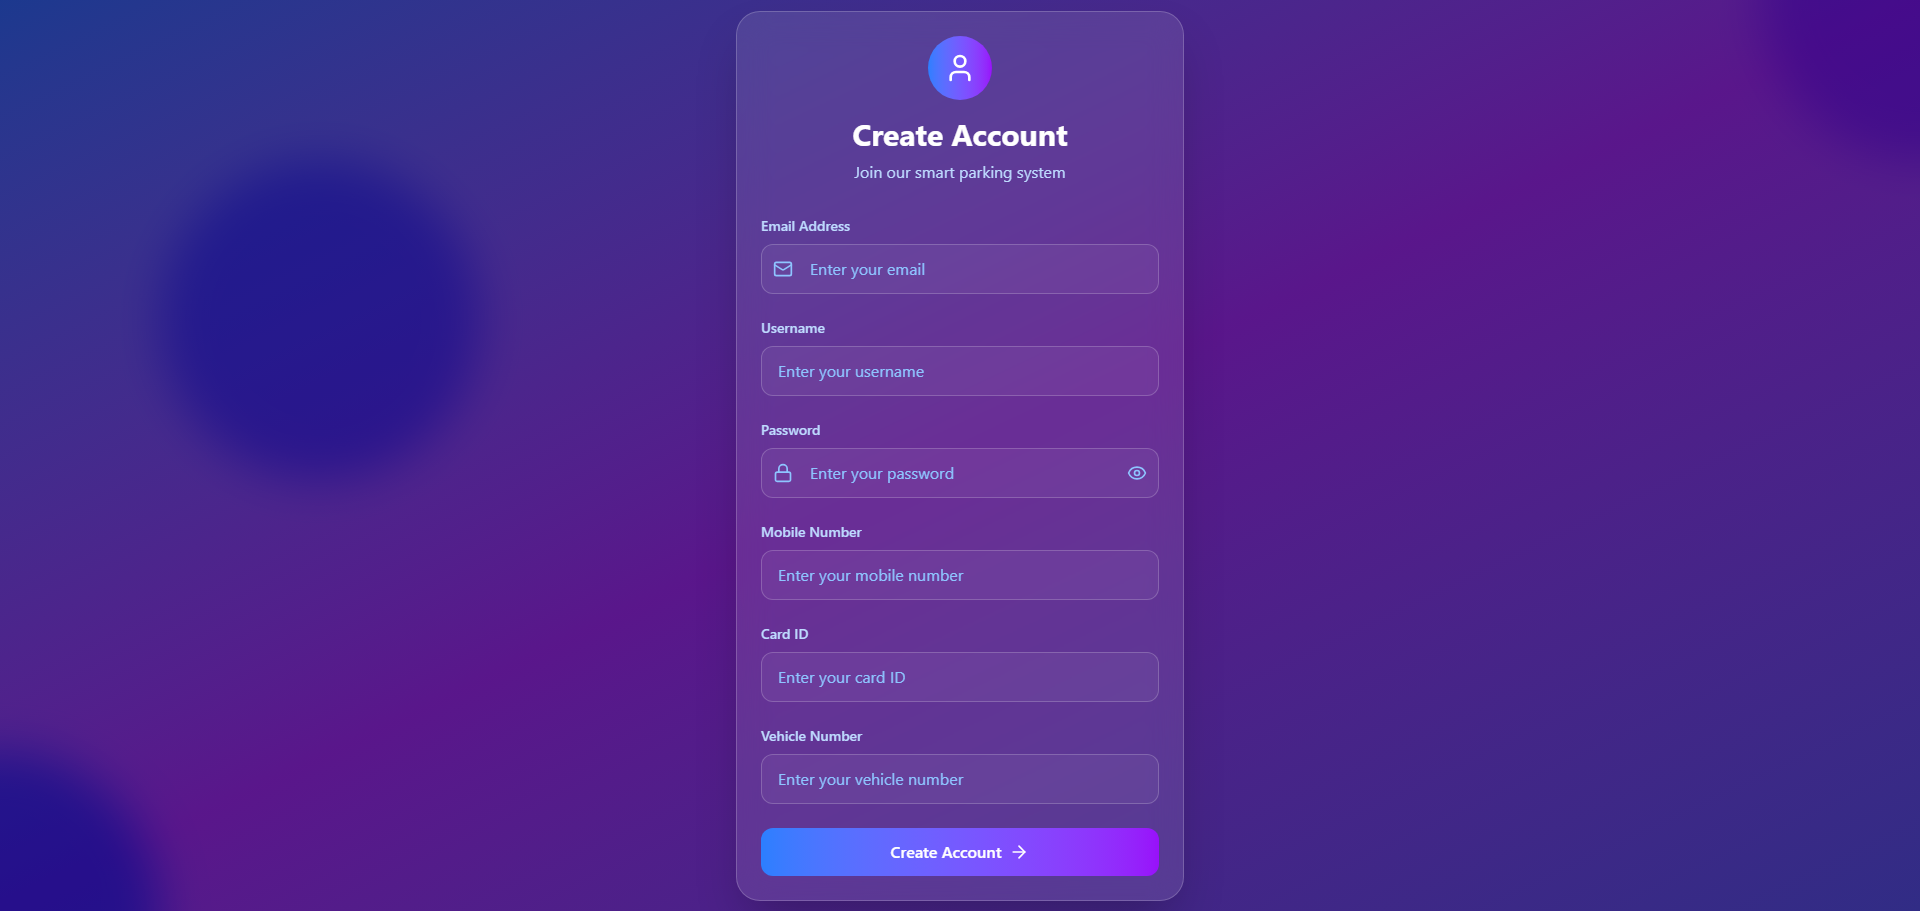 Create Account
Join our smart parking system
Email Address
Enter your email
Username
Enter your username
Password
Enter your password
Mobile Number
Enter your mobile number
Card ID
Enter your card ID
Vehicle Number
Enter your vehicle number
Create Account